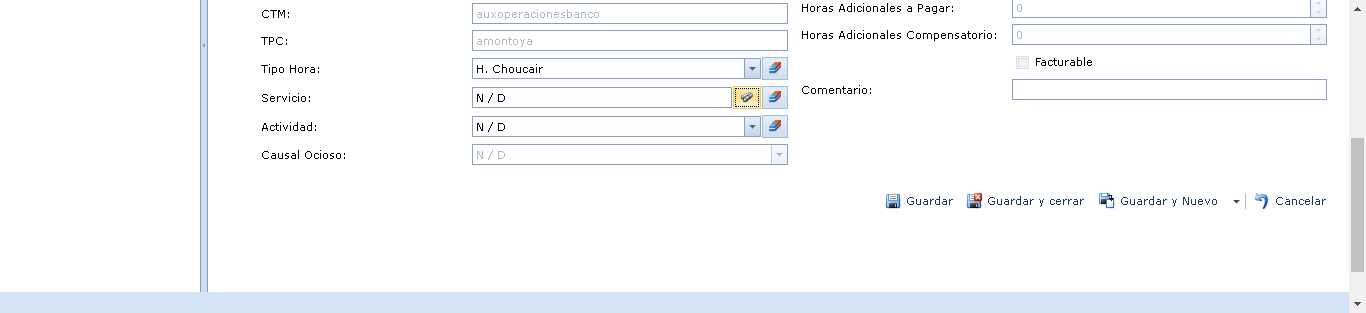 CTM: auxoperacionesbanco
Horas Adicionales a Pagar: 0
TPC: amontoya
Horas Adicionales Compensatorio: 0
Tipo Hora: H. Choucair
Facturable
Servicio: N / D
Comentario:
Actividad: N / D
Causal Ocioso: N / D
Guardar Guardar y cerrar Guardar y Nuevo Cancelar